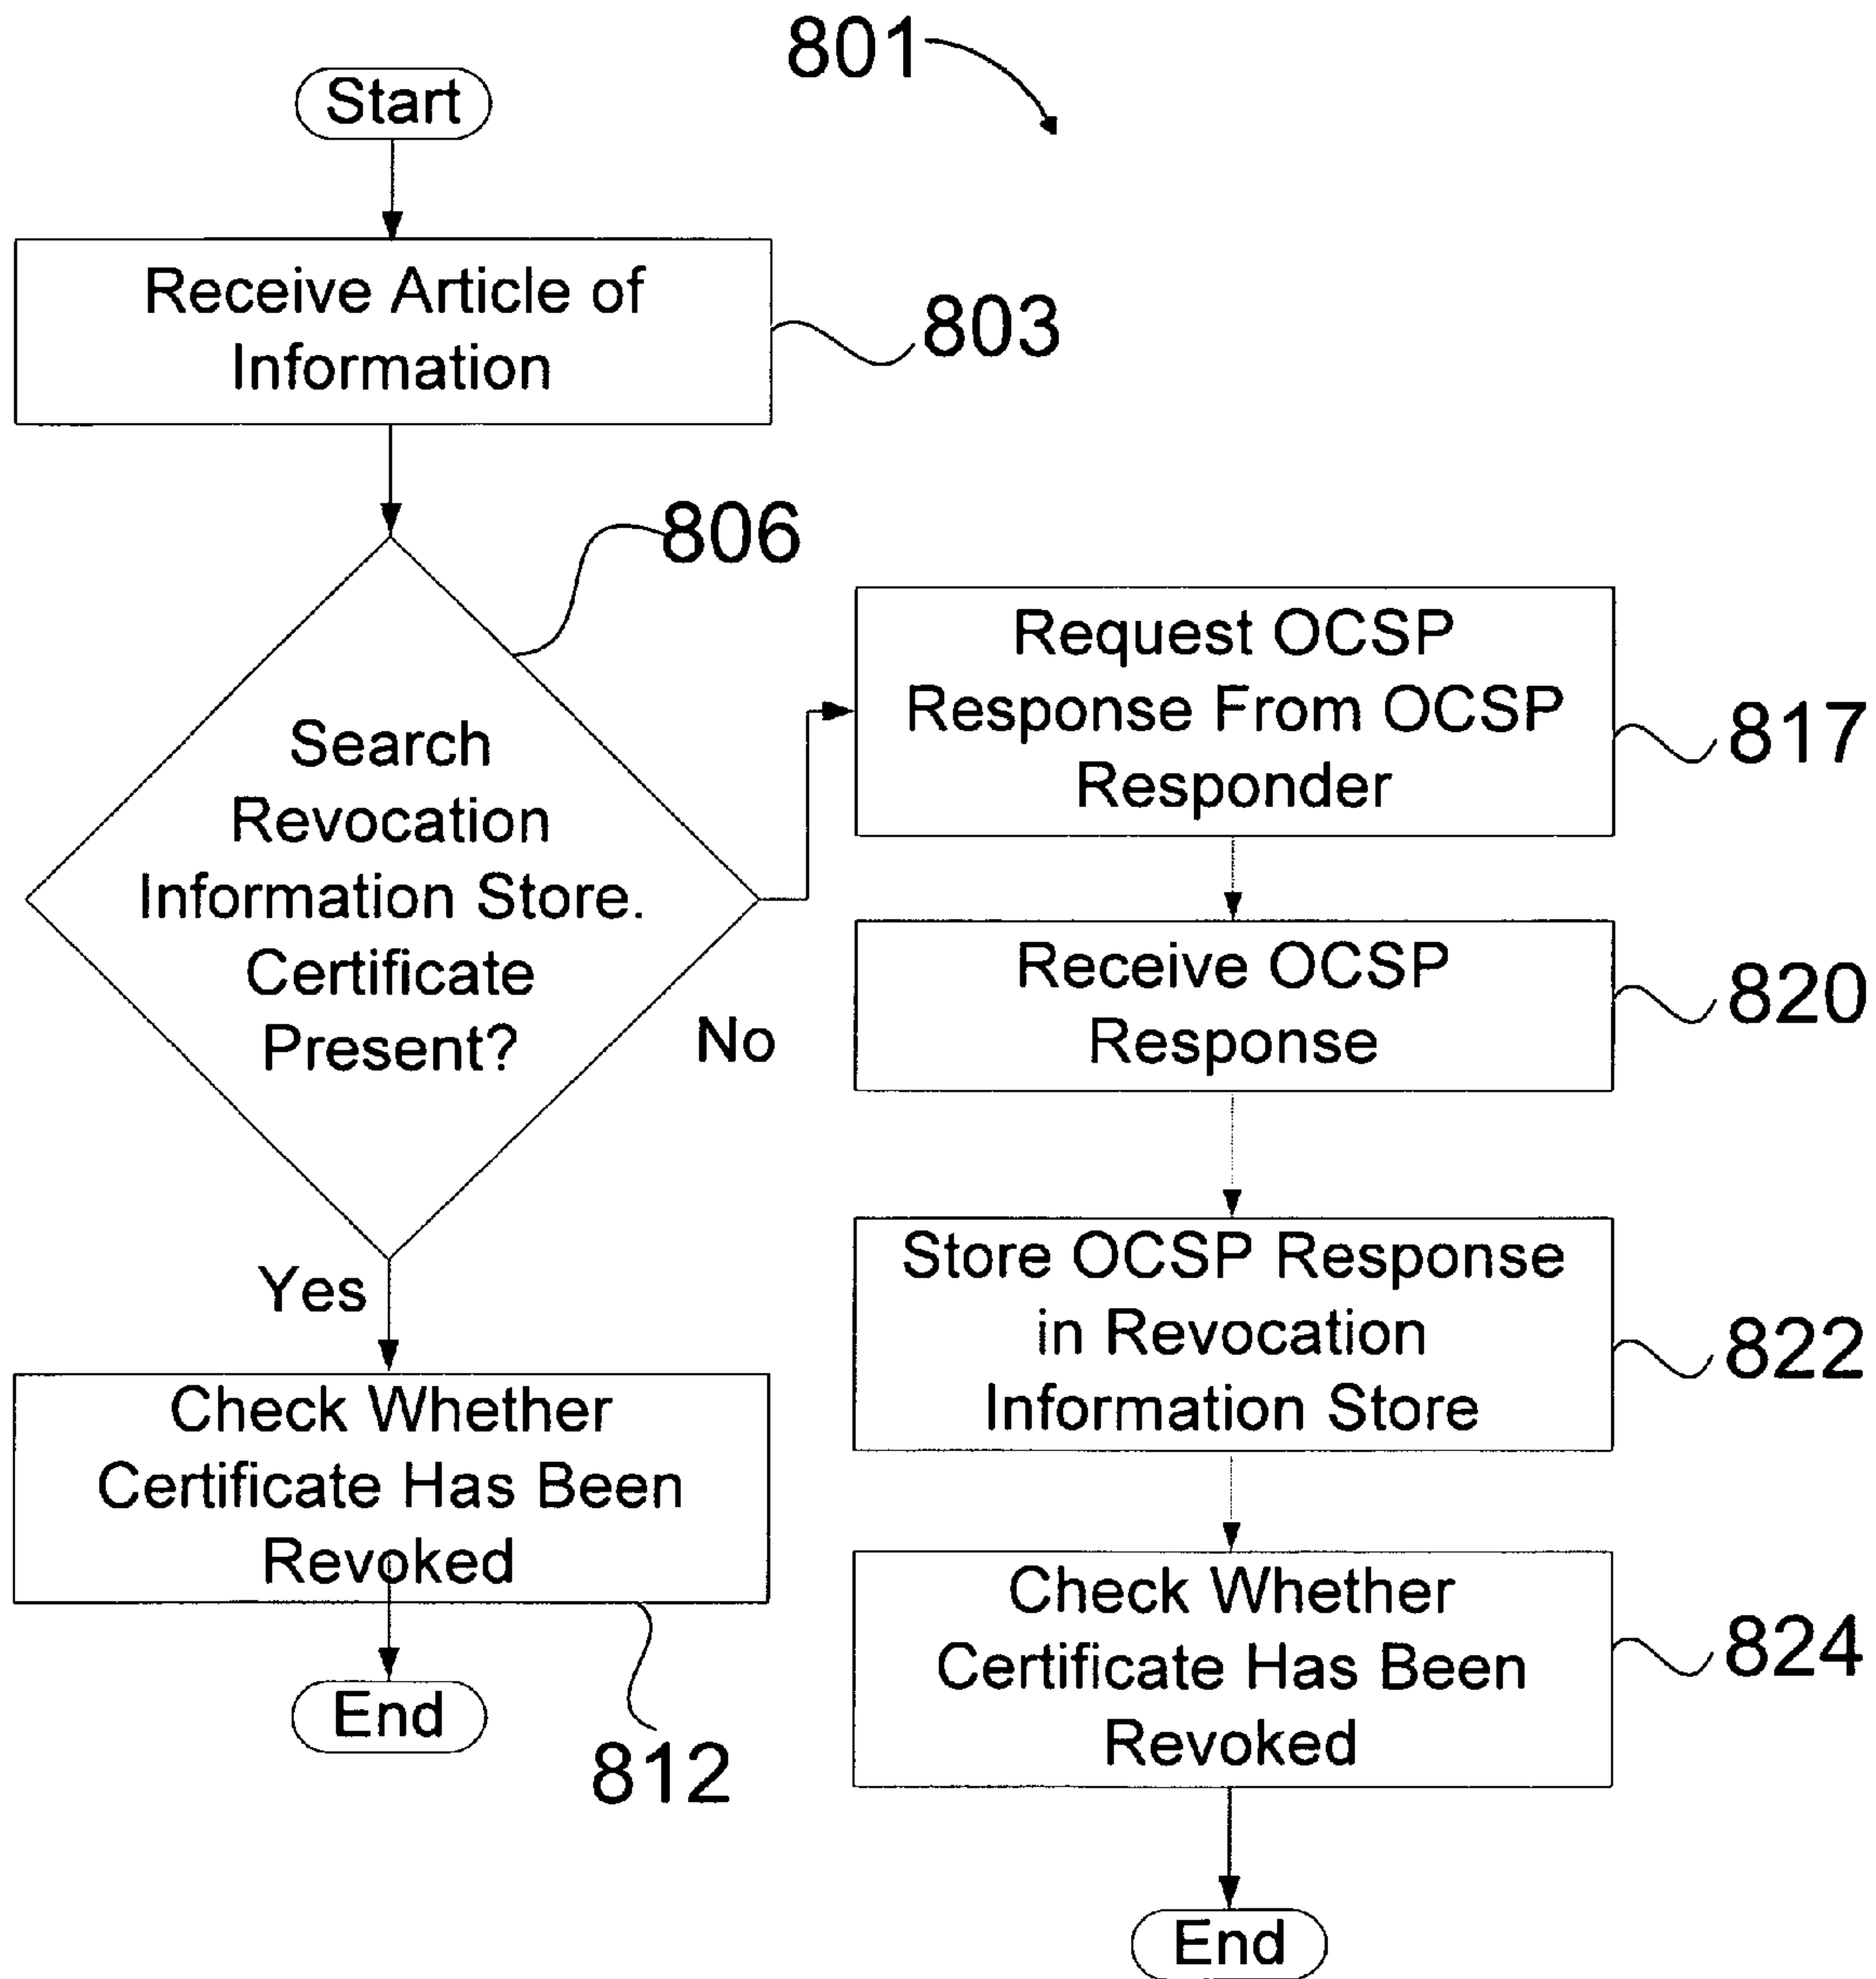 801
Start
Receive Article of
Information
803
806
Search
Revocation
Information Store.
Certificate
Present?
No
Yes
Check Whether
Certificate Has Been
Revoked
812
End
Request OCSP
Response From OCSP
Responder
817
Receive OCSP
Response
820
Store OCSP Response
in Revocation
Information Store
822
Check Whether
Certificate Has Been
Revoked
824
End